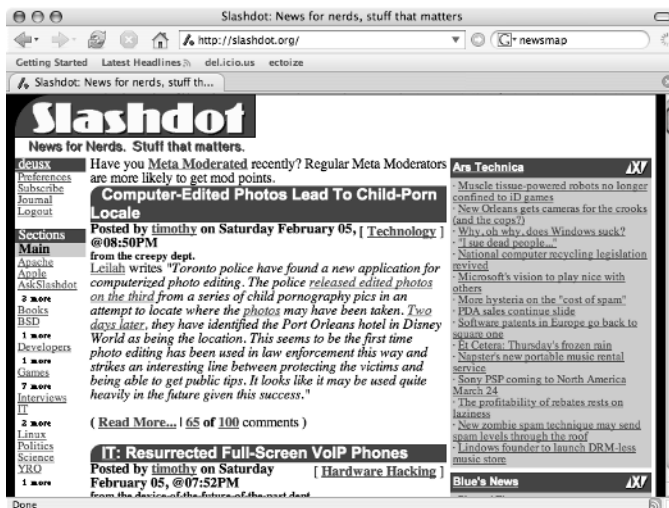 Slashdot: News for nerds, stuff that matters
http://slashdot.org/
newsmap
Getting Started Latest Headlines del.icio.us ectoize
Slashdot: News for nerds, stuff th...
Slashdot
News for Nerds. Stuff that matters.
deusx
Preferences
Subscribe
Journal
Logout
Sections
Main
Apache
Apple
AskSlashdot
2 more
Books
BSD
1 more
Developers
1 more
Games
7 more
Interviews
IT
2 more
Linux
Politics
Science
YRO
1 more
Have you Meta Moderated recently? Regular Meta Moderators
are more likely to get mod points.
Computer-Edited Photos Lead To Child-Porn
Locale
Posted by timothy on Saturday February 05, [ Technology ]
@08:50PM
from the creepy dept.
Leilah writes "Toronto police have found a new application for
computerized photo editing. The police released edited photos
on the third from a series of child pornography pics in an
attempt to locate where the photos may have been taken. Two
days later, they have identified the Port Orleans hotel in Disney
World as being the location. This seems to be the first time
photo editing has been used in law enforcement this way and
strikes an interesting line between protecting the victims and
being able to get public tips. It looks like it may be used quite
heavily in the future given this success."
( Read More... | 65 of 100 comments )
IT: Resurrected Full-Screen VoIP Phones
Posted by timothy on Saturday [ Hardware Hacking ]
February 05, @07:52PM
from the device-of-the-future-of-the-past dept.
Ars Technica
· Muscle tissue-powered robots no longer
confined to iD games
· New Orleans gets cameras for the crooks
(and the cops?)
· Why, oh why, does Windows suck?
· "I sue dead people..."
· National computer recycling legislation
revived
· Microsoft's vision to play nice with
others
· More hysteria on the "cost of spam"
· PDA sales continue slide
· Software patents in Europe go back to
square one
· Et Cetera: Thursday's frozen rain
· Napster's new portable music rental
service
· Sony PSP coming to North America
March 24
· The profitability of rebates rests on
laziness
· New zombie spam technique may send
spam levels through the roof
· Lindows founder to launch DRM-less
music store
Blue's News
Done